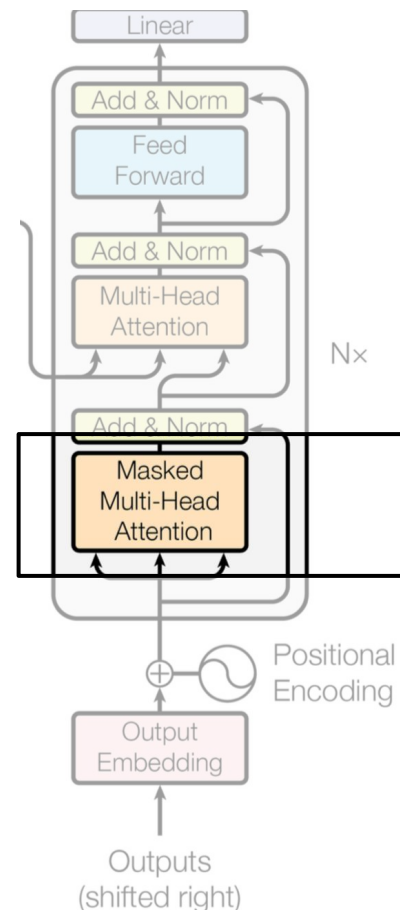 Linear
Add & Norm
Feed
Forward
Add & Norm
Multi-Head
Attention
N×
Add & Norm
Masked
Multi-Head
Attention
Positional
Encoding
Output
Embedding
Outputs
(shifted right)